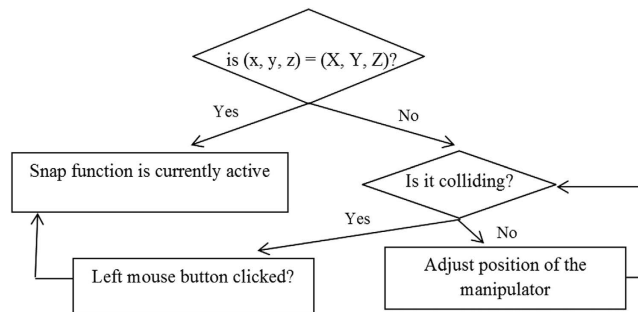 is (x, y, z) = (X, Y, Z)?
Yes
No
Snap function is currently active
Is it colliding?
Yes
No
Left mouse button clicked?
Adjust position of the
manipulator